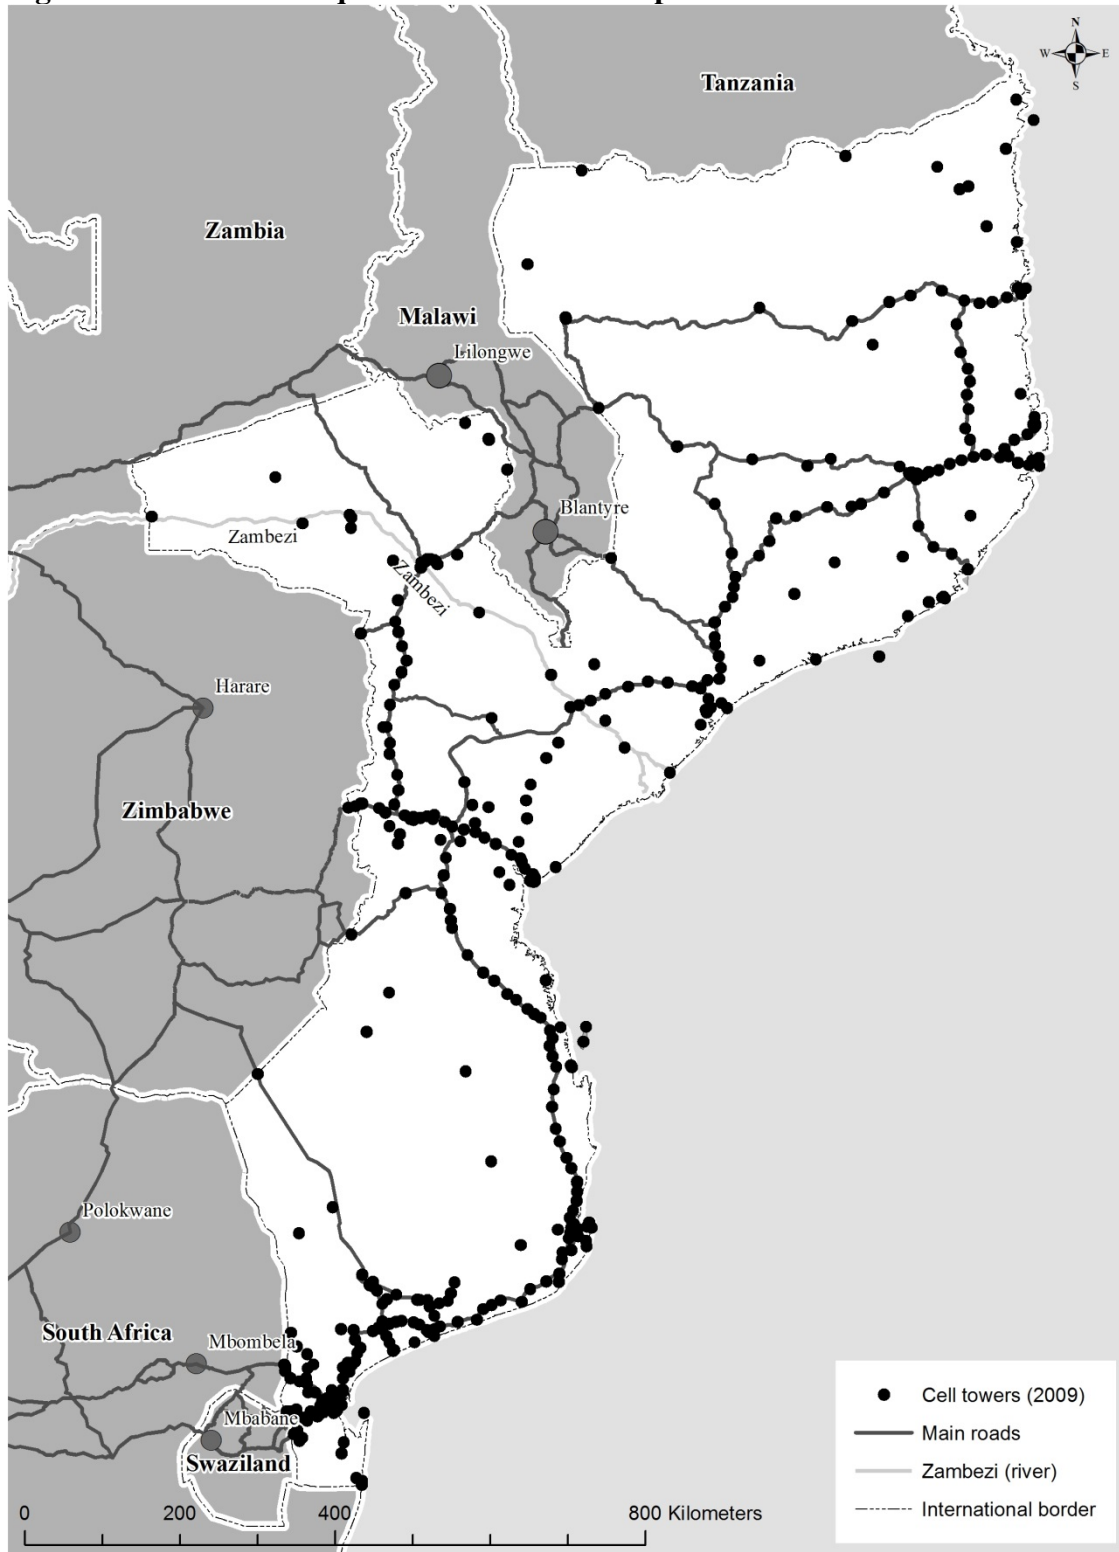 N
W E
S
Tanzania
Zambia
Malawi
Lilongwe
Blantyre
Zambezi
Zambezi
Harare
Zimbabwe
Polokwane
South Africa
Mbombela
Mbabane
Swaziland
Cell towers (2009)
Main roads
Zambezi (river)
International border
0 200 400 800 Kilometers